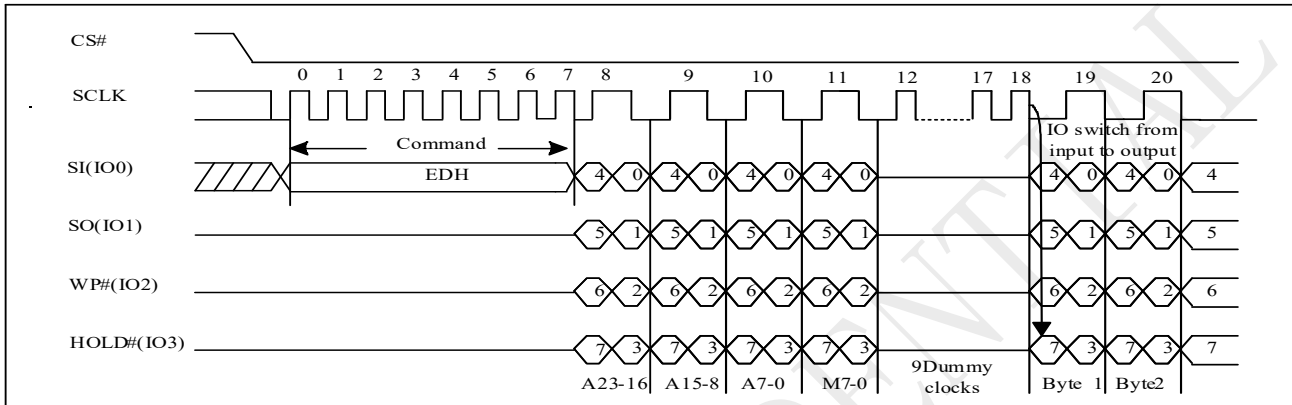 CS#
0 1 2 3 4 5 6 7 8 9 10 11 12 17 18 19 20
SCLK
Command
IO switch from
input to output
SI(IO0)
EDH
4 0 4 0 4 0 4 0 4 0 4 0 4
SO(IO1)
5 1 5 1 5 1 5 1 5 1 5 1 5
WP#(IO2)
6 2 6 2 6 2 6 2 6 2 6 2 6
HOLD#(IO3)
7 3 7 3 7 3 7 3 7 3 7 3 7
9Dummy
clocks
A23-16 A15-8 A7-0 M7-0 Byte 1 Byte2
ENTIAL